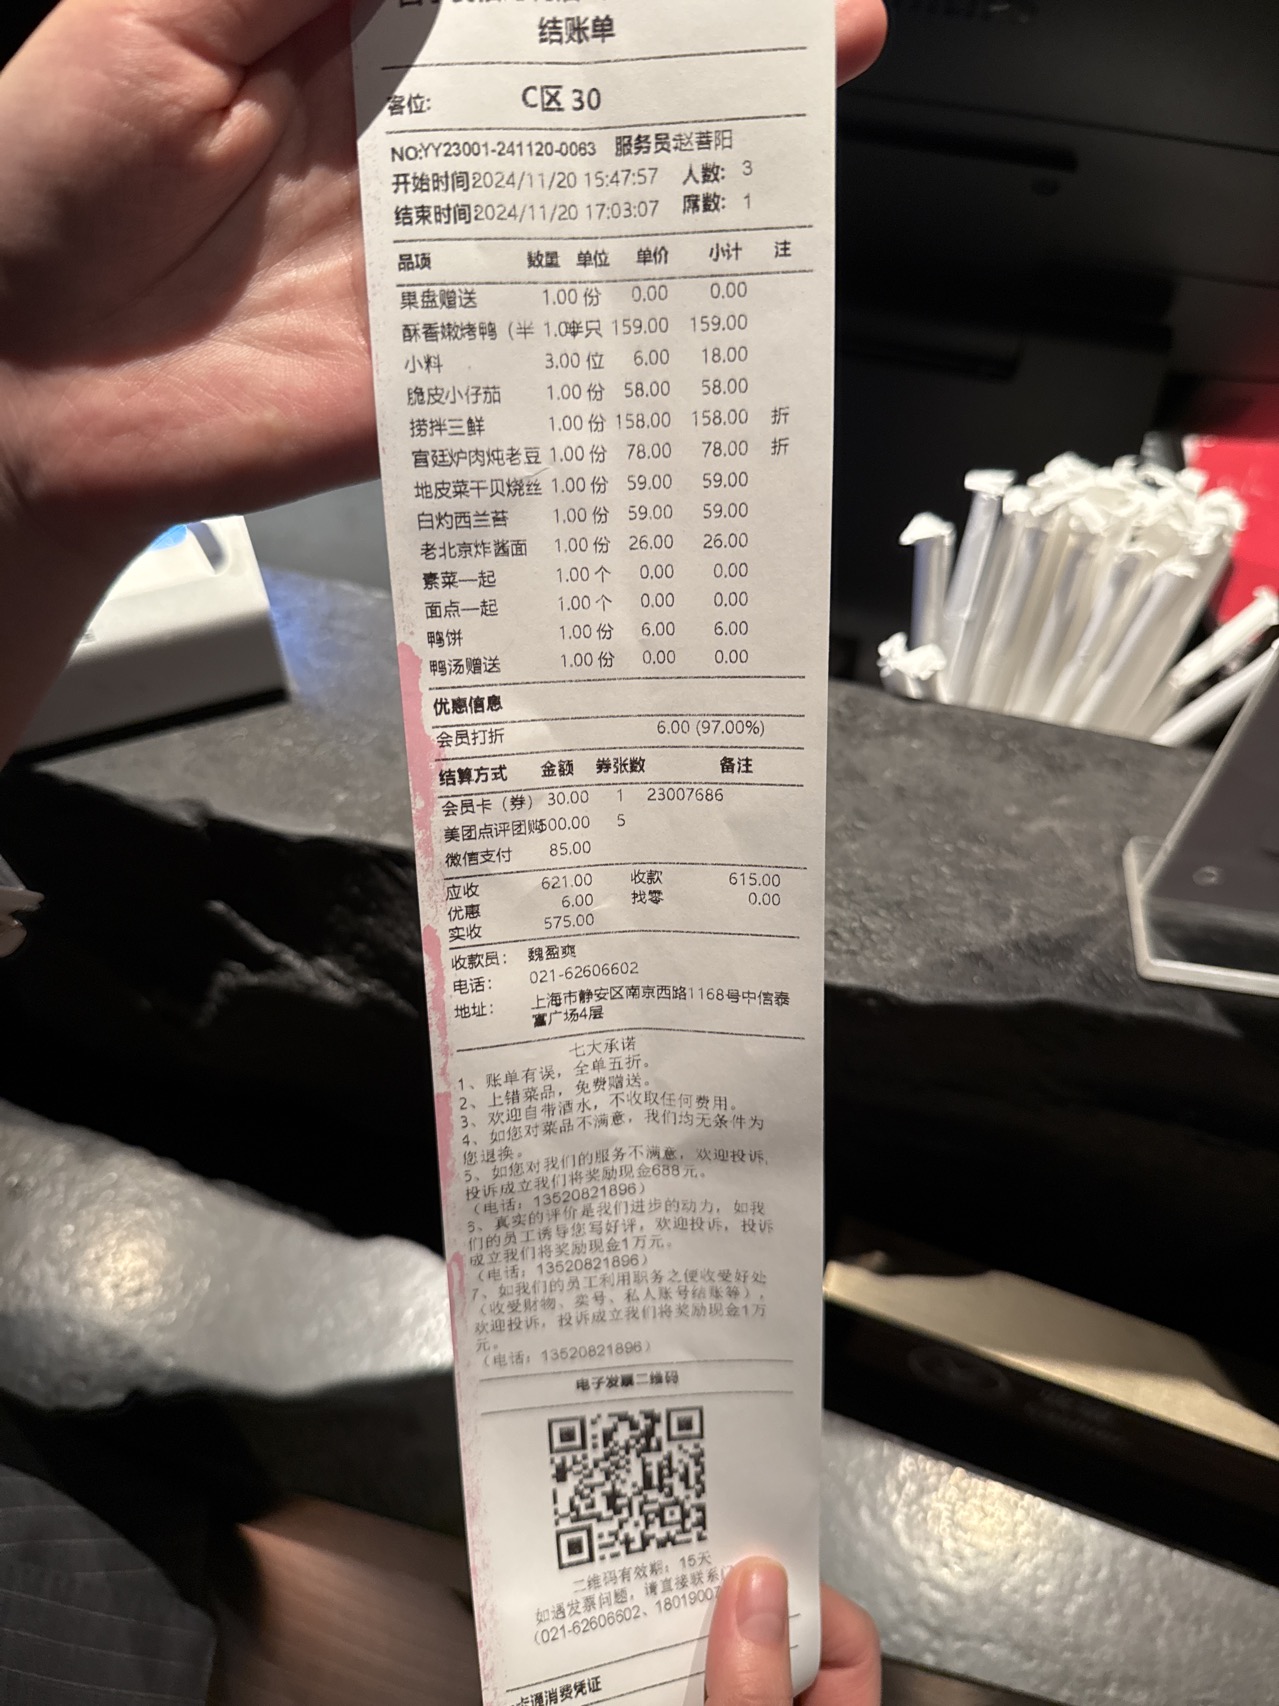 结账单
客位: C区 30
NO:YY23001-241120-0063 服务员:赵菩阳
开始时间2024/11/20 15:47:57 人数: 3
结束时间2024/11/20 17:03:07 席数: 1
品项 数量 单位 单价 小计 注
果盘赠送 1.00 份 0.00 0.00
酥香嫩烤鸭（半 1.00 半只 159.00 159.00
小料 3.00 位 6.00 18.00
脆皮小仔茄 1.00 份 58.00 58.00
捞拌三鲜 1.00 份 158.00 158.00 折
宫廷炉肉炖老豆 1.00 份 78.00 78.00 折
地皮菜干贝烧丝 1.00 份 59.00 59.00
白灼西兰苔 1.00 份 59.00 59.00
老北京炸酱面 1.00 份 26.00 26.00
素菜一起 1.00 个 0.00 0.00
面点一起 1.00 个 0.00 0.00
鸭饼 1.00 份 6.00 6.00
鸭汤赠送 1.00 份 0.00 0.00
优惠信息
会员打折 6.00 (97.00%)
结算方式 金额 券张数 备注
会员卡（券） 30.00 1 23007686
美团点评团购500.00 5
微信支付 85.00
应收 621.00 收款 615.00
优惠 6.00 找零 0.00
实收 575.00
收款员: 魏盈爽
电话: 021-62606602
地址: 上海市静安区南京西路1168号中信泰
富广场4层
七大承诺
1、账单有误，全单五折。
2、上错菜品，免费赠送。
3、欢迎自带酒水，不收取任何费用。
4、如您对菜品不满意，我们均无条件为
您退换。
5、如您对我们的服务不满意，欢迎投诉，
投诉成立我们将奖励现金688元。
（电话：13520821896）
6、真实的评价是我们进步的动力，如我
们的员工诱导您写好评，欢迎投诉，投诉
成立我们将奖励现金1万元。
（电话：13520821896）
7、如我们的员工利用职务之便收受好处
（收受财物、卖号、私人账号结账等），
欢迎投诉，投诉成立我们将奖励现金1万
元。
（电话：13520821896）
电子发票二维码
二维码有效期：15天
如遇发票问题，请直接联系
（021-62606602、1801900
消费凭证